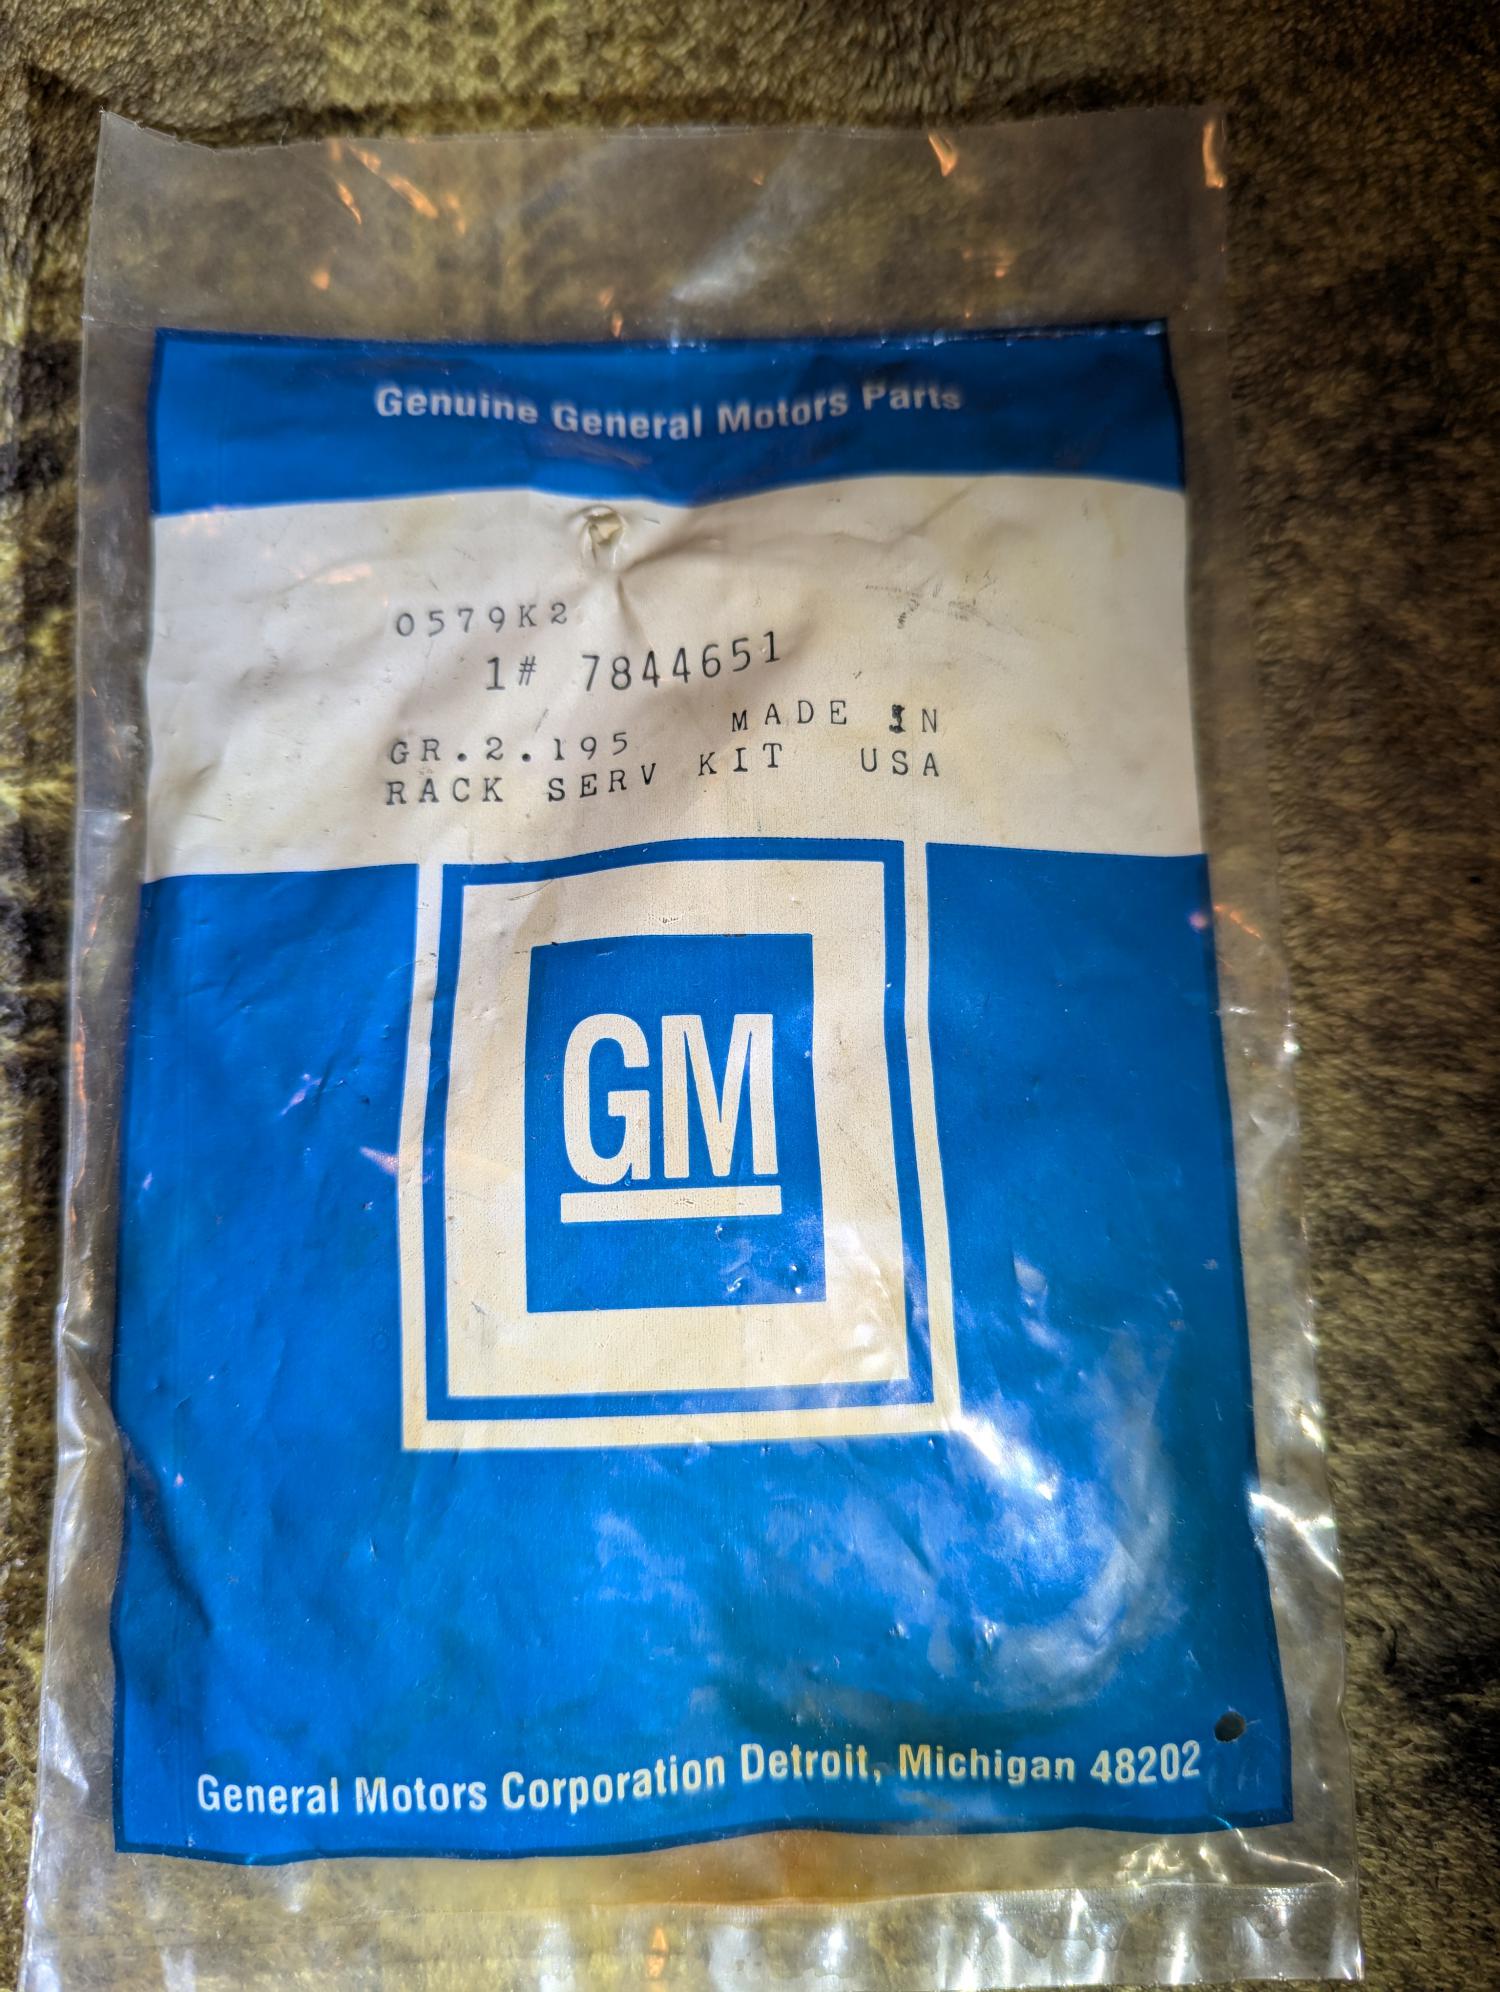 Genuine General Motors Parts
0579K2
1# 7844651
MADE IN
GR.2.195
RACK SERV KIT USA
GM
General Motors Corporation Detroit, Michigan 48202